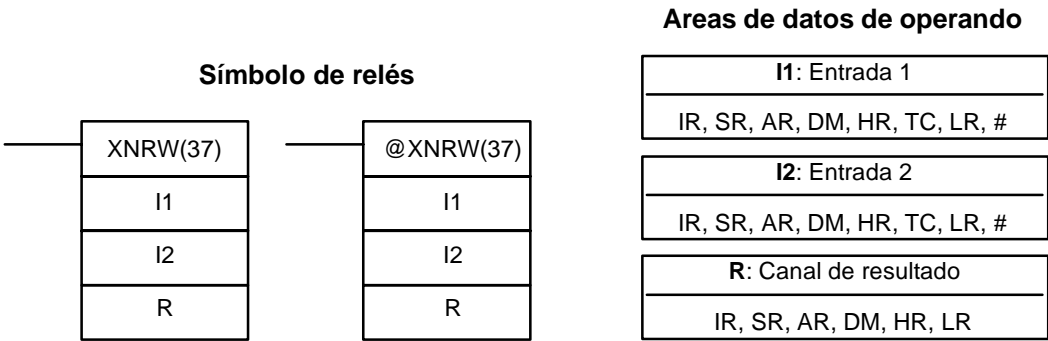 Símbolo de relés
XNRW(37)
I1
I2
R
@XNRW(37)
I1
I2
R
Areas de datos de operando
I1: Entrada 1
IR, SR, AR, DM, HR, TC, LR, #
I2: Entrada 2
IR, SR, AR, DM, HR, TC, LR, #
R: Canal de resultado
IR, SR, AR, DM, HR, LR